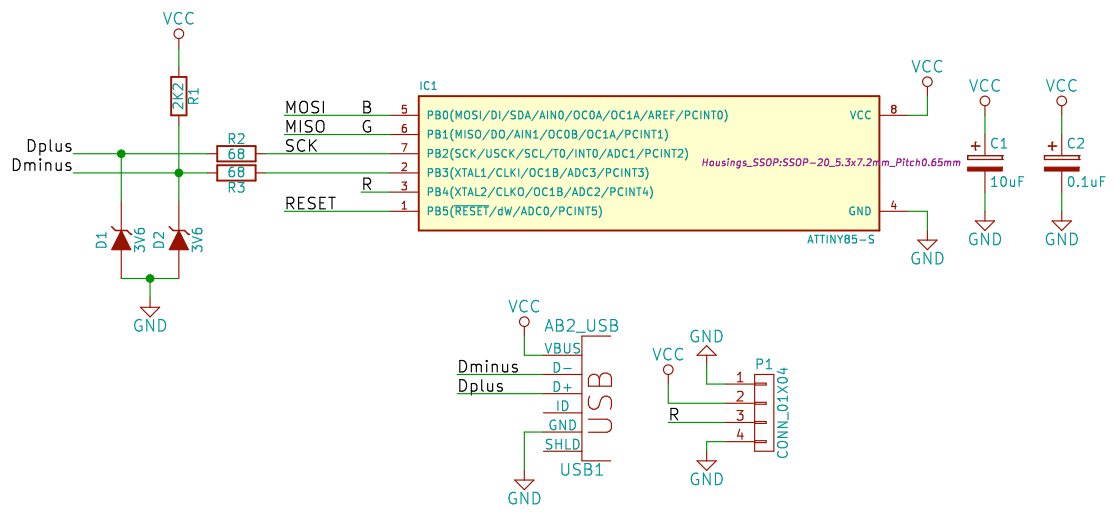 VCC
2K2
R1
Dplus
Dminus
R2
68
68
R3
D1
3V6
D2
3V6
GND
MOSI B
MISO G
SCK
R
RESET
5
6
7
2
3
1
IC1
PB0(MOSI/DI/SDA/AIN0/OC0A/OC1A/AREF/PCINT0)
PB1(MISO/DO/AIN1/OC0B/OC1A/PCINT1)
PB2(SCK/USCK/SCL/T0/INT0/ADC1/PCINT2)
PB3(XTAL1/CLKI/OC1B/ADC3/PCINT3)
PB4(XTAL2/CLKO/OC1B/ADC2/PCINT4)
PB5(RESET/dW/ADC0/PCINT5)
VCC
8
Housings_SSOP:SSOP-20_5.3x7.2mm_Pitch0.65mm
GND
4
ATTINY85-S
VCC
GND
VCC
C1
10uF
GND
VCC
C2
0.1uF
GND
VCC
AB2_USB
VBUS
Dminus
D-
Dplus
D+
ID
GND
SHLD
USB
USB1
GND
GND
VCC
P1
1
2
R
3
4
CONN_01X04
GND